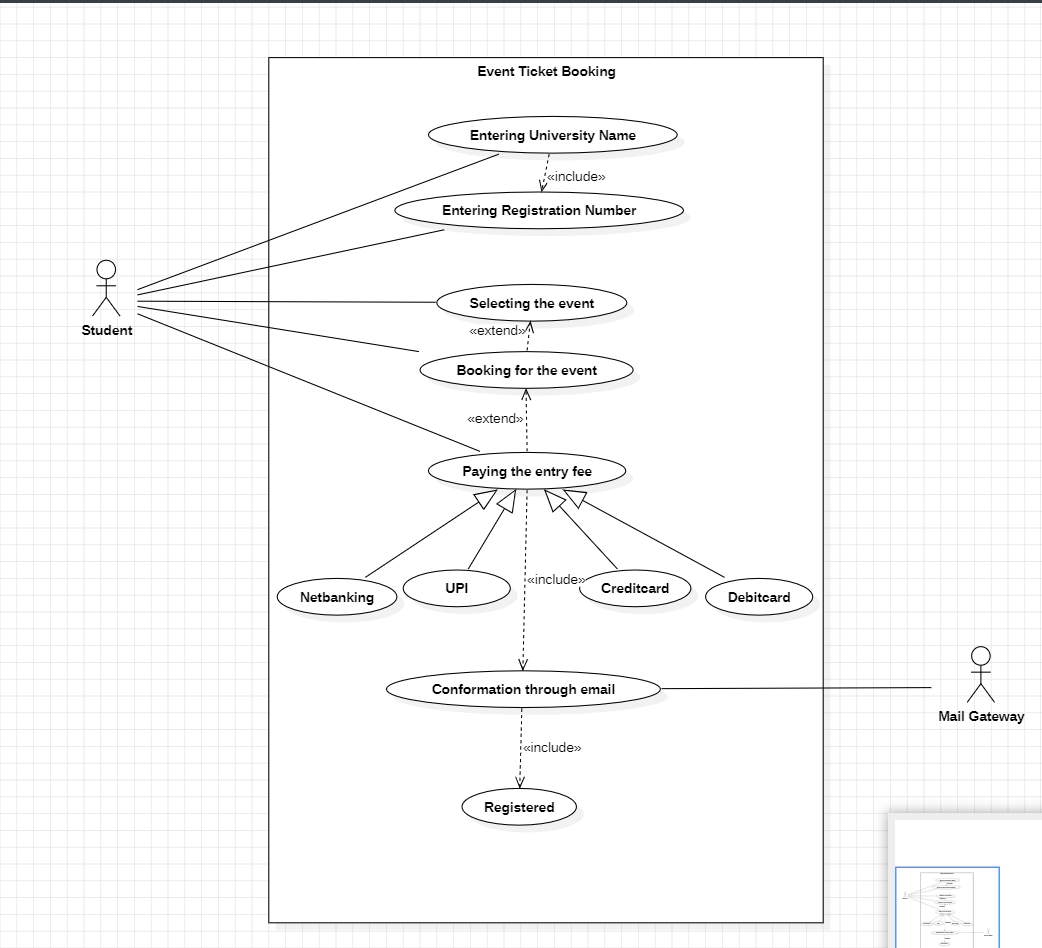 Event Ticket Booking
Entering University Name
«include»
Entering Registration Number
Student
Selecting the event
«extend»
Booking for the event
«extend»
Paying the entry fee
«include»
Netbanking
UPI
Creditcard
Debitcard
Conformation through email
Mail Gateway
«include»
Registered